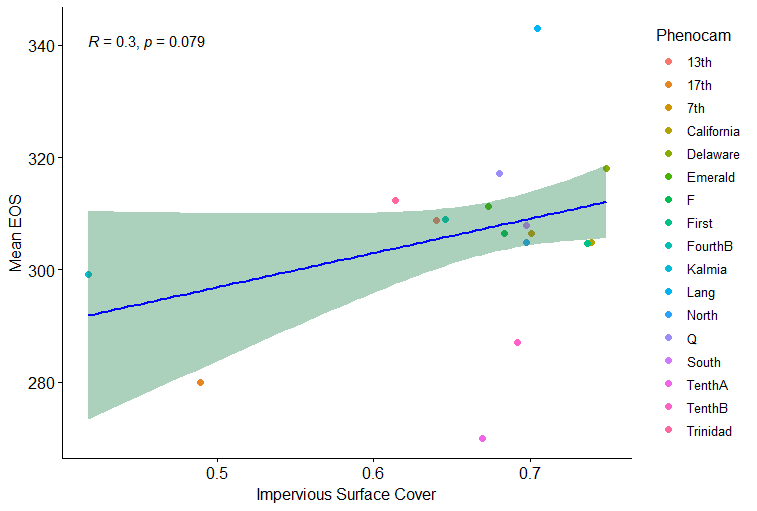 R = 0.3, p = 0.079
340
320
300
280
Mean EOS
0.5
0.6
0.7
Impervious Surface Cover
Phenocam
13th
17th
7th
California
Delaware
Emerald
F
First
FourthB
Kalmia
Lang
North
Q
South
TenthA
TenthB
Trinidad